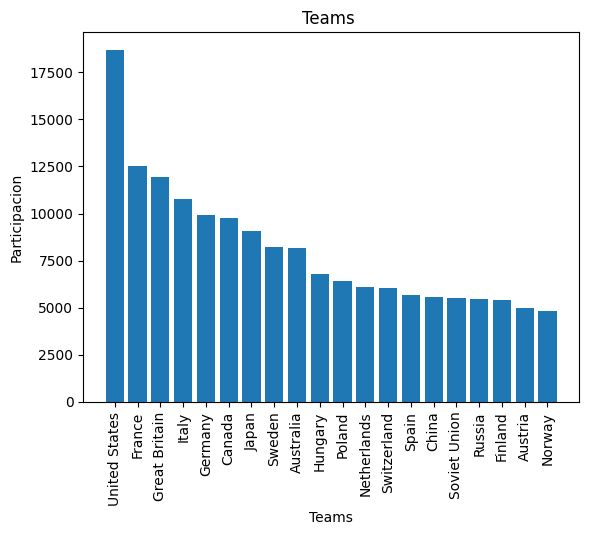 Teams
17500
15000
12500
10000
7500
5000
2500
0
Participacion
United States
France
Great Britain
Italy
Germany
Canada
Japan
Sweden
Australia
Hungary
Poland
Netherlands
Switzerland
Spain
China
Soviet Union
Russia
Finland
Austria
Norway
Teams